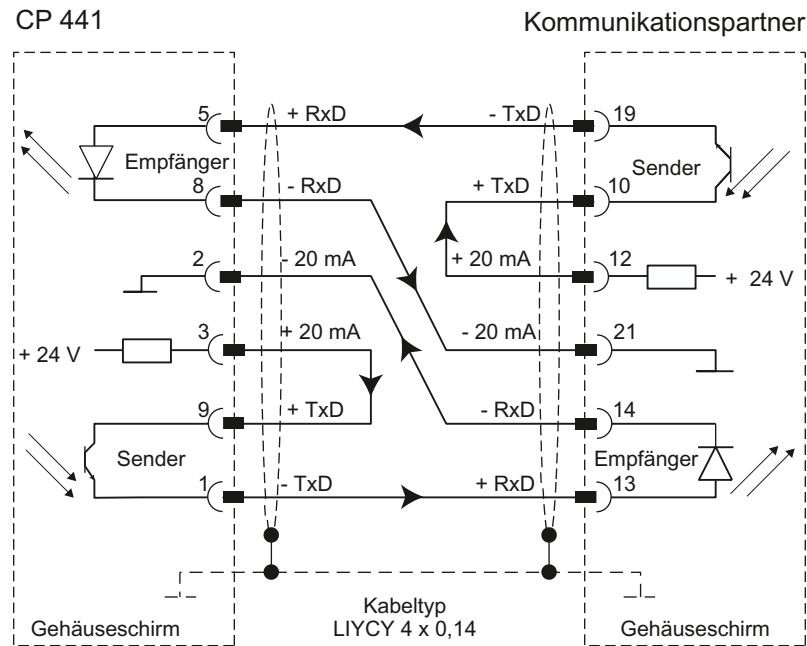 CP 441 Kommunikationspartner
5 + RxD - TxD 19
Empfänger Sender
8 - RxD + TxD 10
2 - 20 mA + 20 mA 12
+ 24 V
3 + 20 mA - 20 mA 21
+ 24 V
9 + TxD - RxD 14
Sender Empfänger
1 - TxD + RxD 13
Kabeltyp
Gehäuseschirm LIYCY 4 x 0,14 Gehäuseschirm